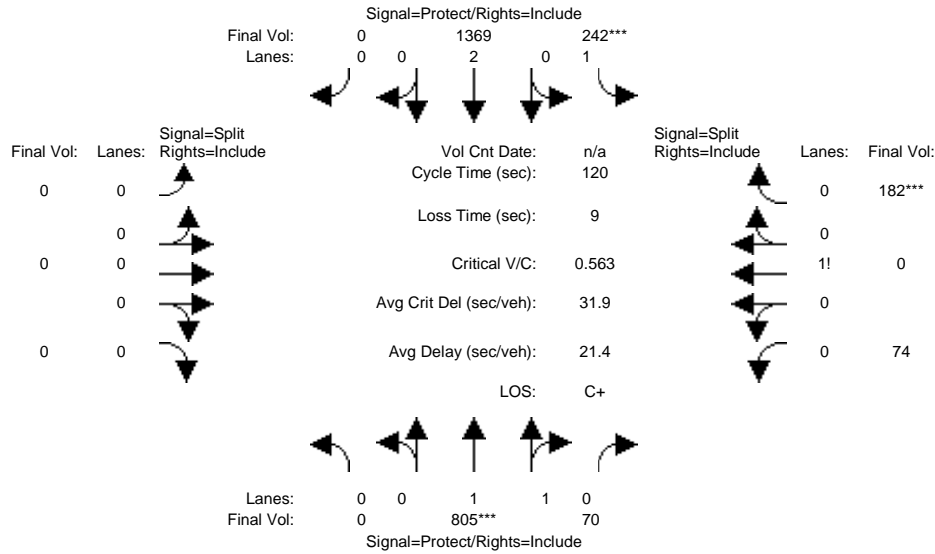 Signal=Protect/Rights=Include
Final Vol: 0 1369 242***
Lanes: 0 0 2 0 1
Signal=Split
Final Vol: Lanes: Rights=Include
Vol Cnt Date: n/a
Signal=Split
Rights=Include Lanes: Final Vol:
Cycle Time (sec): 120
0 0
0 182***
Loss Time (sec): 9
0
0
0 0
Critical V/C: 0.563
1! 0
0
Avg Crit Del (sec/veh): 31.9
0
0 0
Avg Delay (sec/veh): 21.4
0 74
LOS: C+
Lanes: 0 0 1 1 0
Final Vol: 0 805*** 70
Signal=Protect/Rights=Include